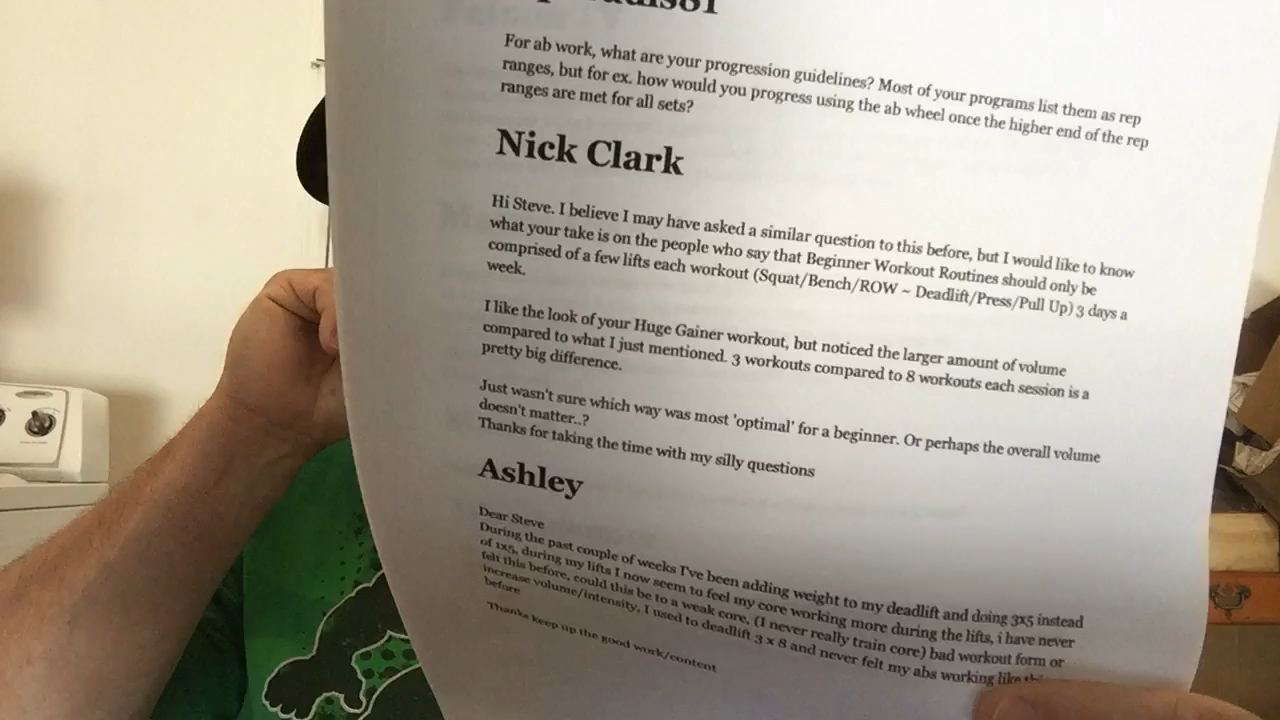 For ab work, what are your progression guidelines? Most of your programs list them as rep
ranges, but for ex. how would you progress using the ab wheel once the higher end of the rep
ranges are met for all sets?
Nick Clark
Hi Steve. I believe I may have asked a similar question to this before, but I would like to know
what your take is on the people who say that Beginner Workout Routines should only be
comprised of a few lifts each workout (Squat/Bench/ROW ~ Deadlift/Press/Pull Up) 3 days a
week.
I like the look of your Huge Gainer workout, but noticed the larger amount of volume
compared to what I just mentioned. 3 workouts compared to 8 workouts each session is a
pretty big difference.
Just wasn't sure which way was most 'optimal' for a beginner. Or perhaps the overall volume
doesn't matter..?
Thanks for taking the time with my silly questions
Ashley
Dear Steve
During the past couple of weeks I've been adding weight to my deadlift and doing 3x5 instead
of 1x5, during my lifts I now seem to feel my core working more during the lifts, i have never
felt this before, could this be to a weak core, (I never really train core) bad workout form or
increase volume/intensity, I used to deadlift 3 x 8 and never felt my abs working like
before
Thanks keep up the good work/content